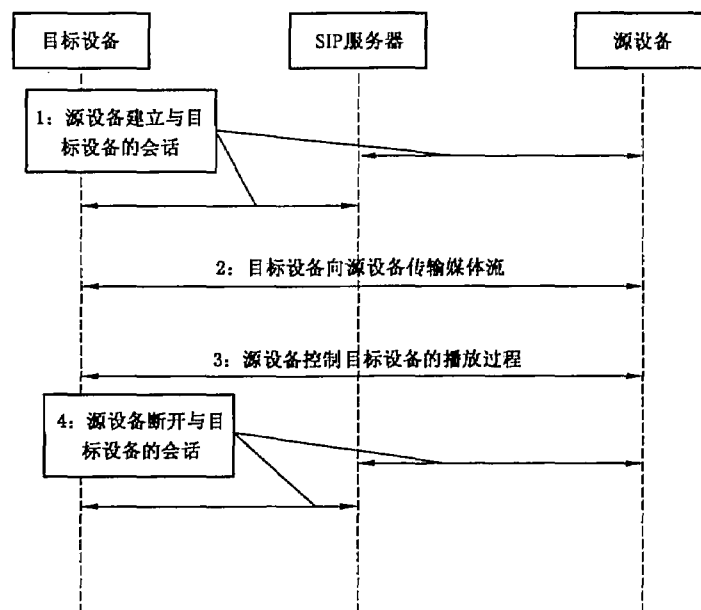 目标设备
SIP服务器
源设备
1：源设备建立与目
标设备的会话
2：目标设备向源设备传输媒体流
3：源设备控制目标设备的播放过程
4：源设备断开与目
标设备的会话